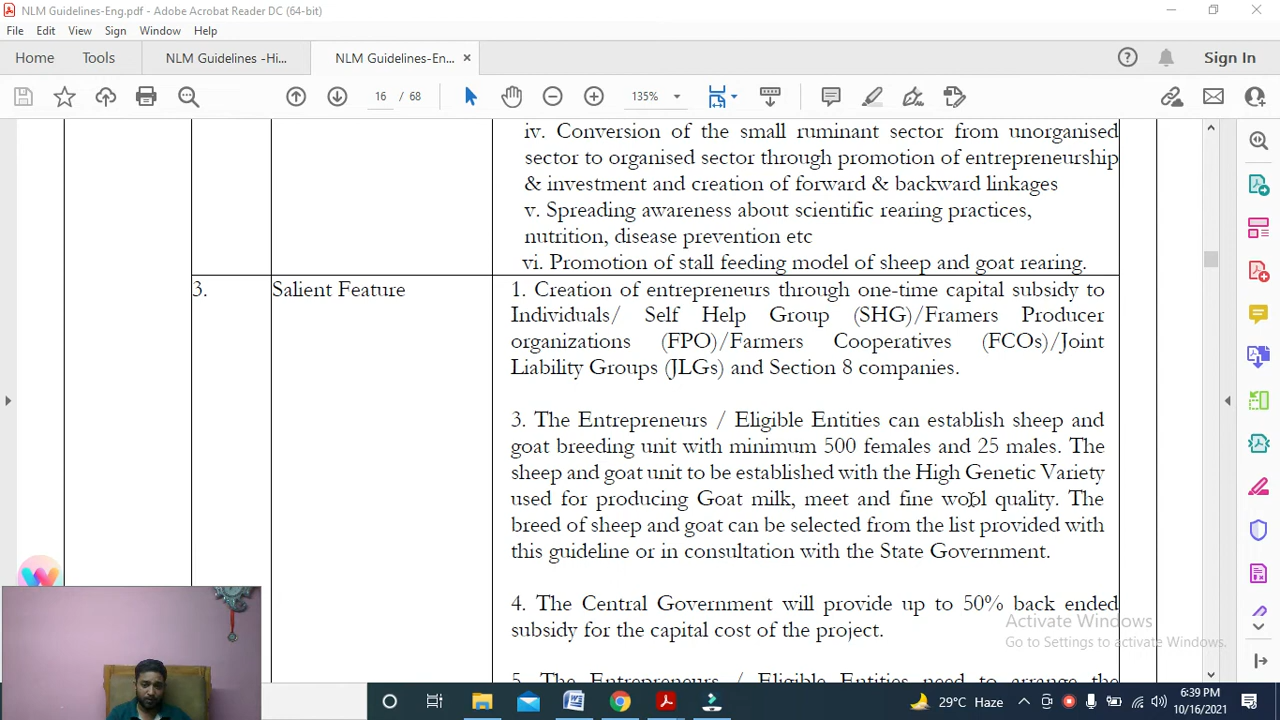 NLM Guidelines-Eng.pdf - Adobe Acrobat Reader DC (64-bit)
File Edit View Sign Window Help
Home Tools NLM Guidelines -Hi... NLM Guidelines-En... ×
Sign In
16 / 68 135%
iv. Conversion of the small ruminant sector from unorganised
sector to organised sector through promotion of entrepreneurship
& investment and creation of forward & backward linkages
v. Spreading awareness about scientific rearing practices,
nutrition, disease prevention etc
vi. Promotion of stall feeding model of sheep and goat rearing.
3. Salient Feature
1. Creation of entrepreneurs through one-time capital subsidy to
Individuals/ Self Help Group (SHG)/Framers Producer
organizations (FPO)/Farmers Cooperatives (FCOs)/Joint
Liability Groups (JLGs) and Section 8 companies.
3. The Entrepreneurs / Eligible Entities can establish sheep and
goat breeding unit with minimum 500 females and 25 males. The
sheep and goat unit to be established with the High Genetic Variety
used for producing Goat milk, meet and fine wool quality. The
breed of sheep and goat can be selected from the list provided with
this guideline or in consultation with the State Government.
4. The Central Government will provide up to 50% back ended
subsidy for the capital cost of the project.
5. The Entrepreneurs / Eligible Entities need to arrange the
Activate Windows
Go to Settings to activate Windows.
29°C Haze
6:39 PM
10/16/2021